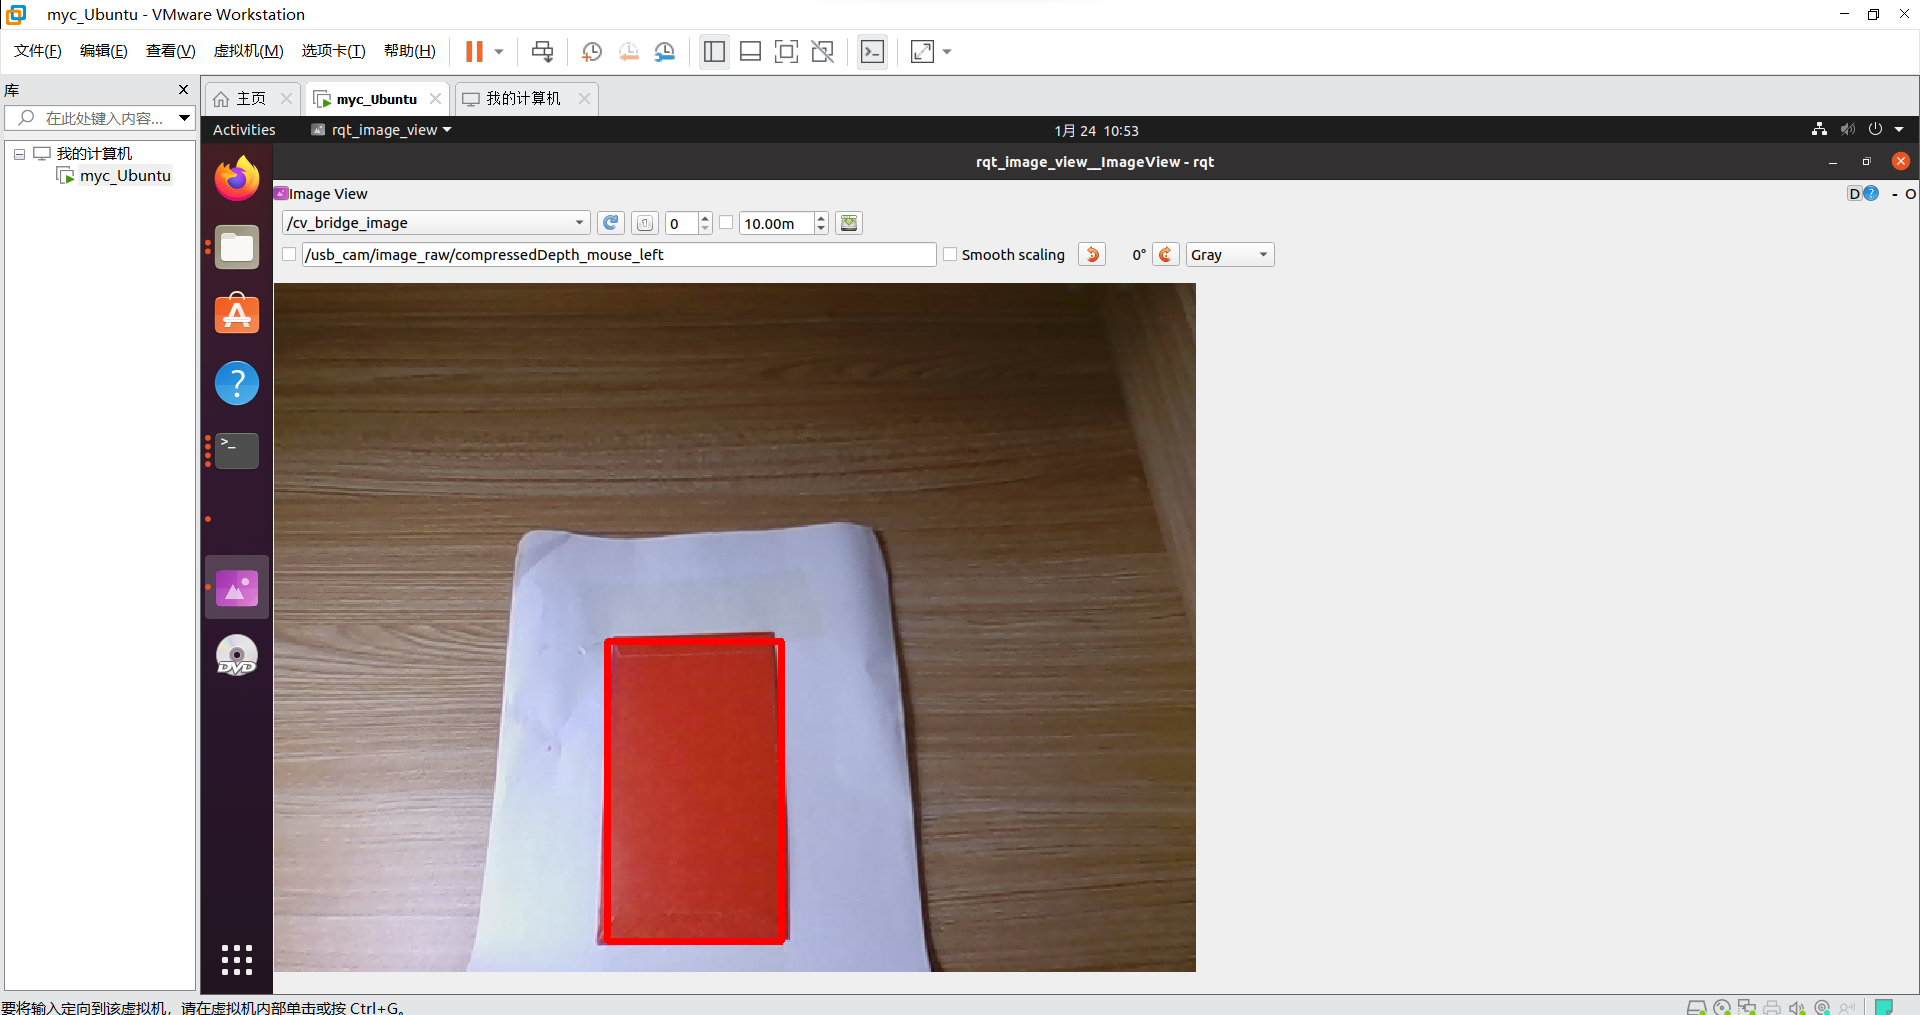 myc_Ubuntu - VMware Workstation
文件(F) 编辑(E) 查看(V) 虚拟机(M) 选项卡(T) 帮助(H)
库
主页
myc_Ubuntu
我的计算机
在此处键入内容...
Activities
rqt_image_view
1月 24 10:53
我的计算机
myc_Ubuntu
rqt_image_view__ImageView - rqt
Image View
D
?
- O
/cv_bridge_image
0
10.00m
/usb_cam/image_raw/compressedDepth_mouse_left
Smooth scaling
0°
Gray
?
>_
DVD
要将输入定向到该虚拟机，请在虚拟机内部单击或按 Ctrl+G。